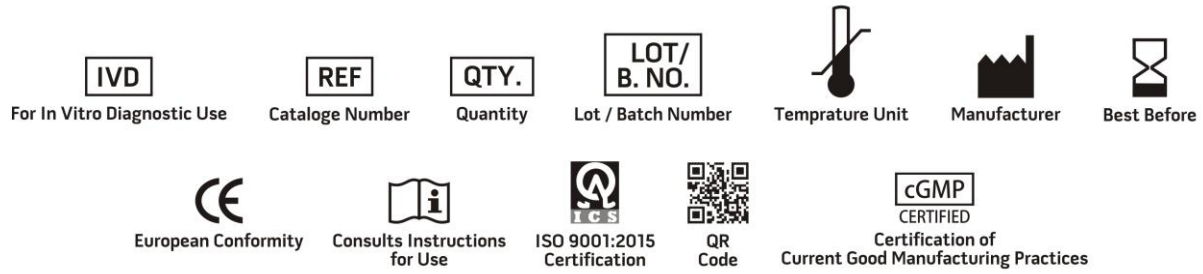 IVD
For In Vitro Diagnostic Use
REF
Cataloge Number
QTY.
Quantity
LOT/
B. NO.
Lot / Batch Number
Temprature Unit
Manufacturer
Best Before
CE
European Conformity
i
Consults Instructions
for Use
ICS
ISO 9001:2015
Certification
QR
Code
cGMP
CERTIFIED
Certification of
Current Good Manufacturing Practices